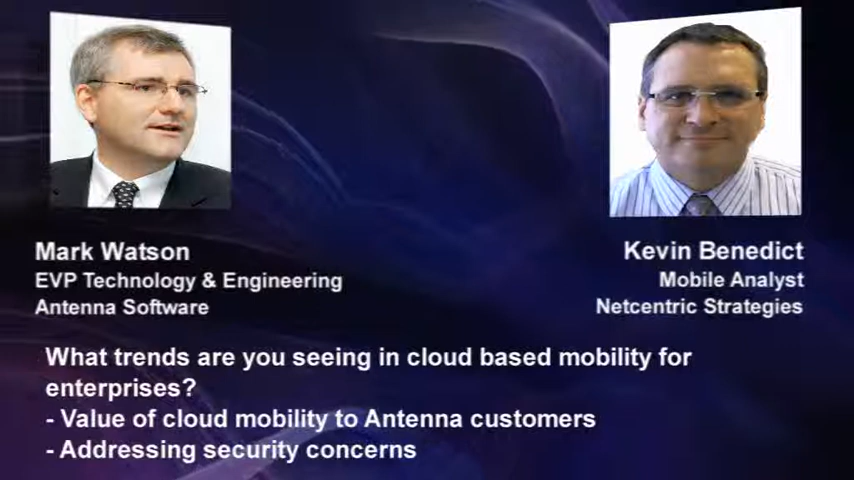 Mark Watson
EVP Technology & Engineering
Antenna Software
Kevin Benedict
Mobile Analyst
Netcentric Strategies
What trends are you seeing in cloud based mobility for
enterprises?
- Value of cloud mobility to Antenna customers
- Addressing security concerns